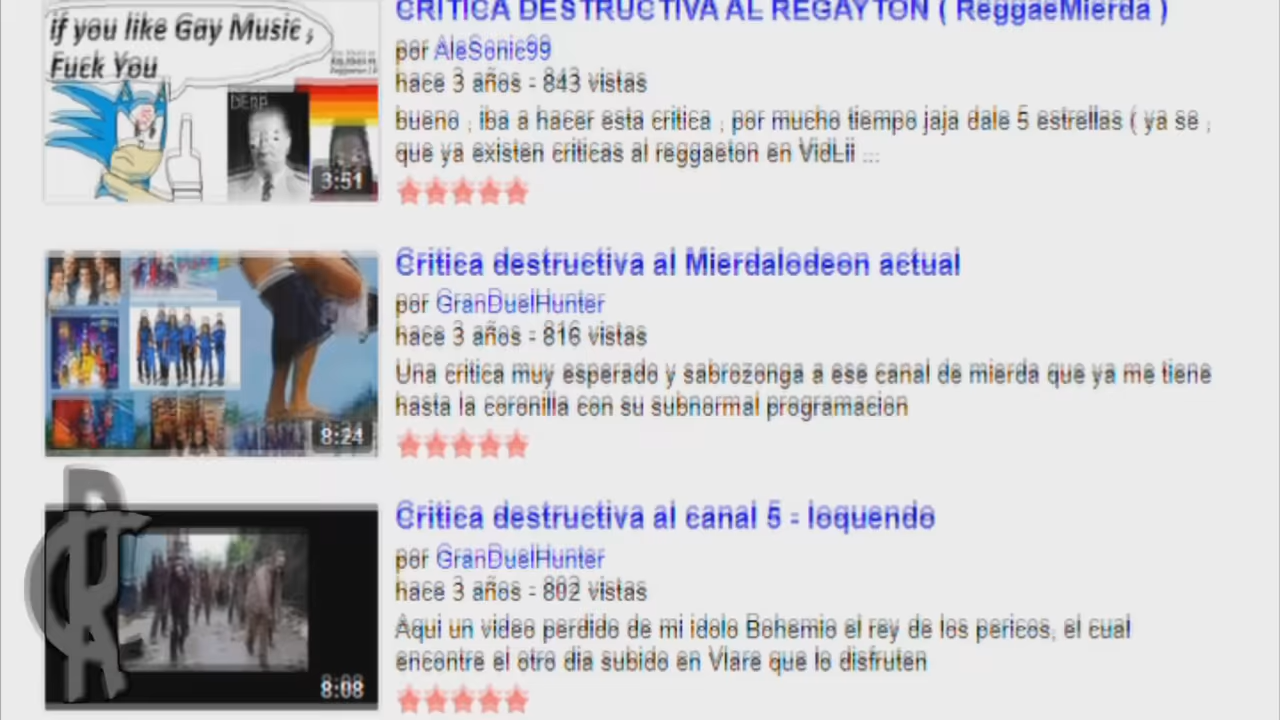 if you like Gay Music ,
Fuck You
DERP
3:51
CRITICA DESTRUCTIVA AL REGAYTON ( ReggaeMierda )
por AleSonic99
hace 3 años - 843 vistas
bueno , iba a hacer esta critica , por mucho tiempo jaja dale 5 estrellas ( ya se ,
que ya existen criticas al reggaeton en VidLii ...
8:24
Critica destructiva al Mierdalodeon actual
por GranDuelHunter
hace 3 años - 816 vistas
Una critica muy esperado y sabrozonga a ese canal de mierda que ya me tiene
hasta la coronilla con su subnormal programacion
8:08
Critica destructiva al canal 5 - loquendo
por GranDuelHunter
hace 3 años - 802 vistas
Aqui un video perdido de mi idolo Bohemio el rey de los pericos, el cual
encontre el otro dia subido en Vlare que lo disfruten